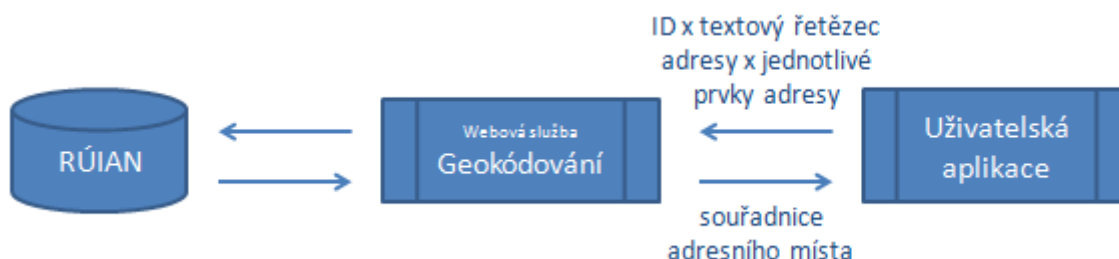 RÚIAN
Webová služba
Geokódování
ID x textový řetězec
adresy x jednotlivé
prvky adresy
souřadnice
adresního místa
Uživatelská
aplikace